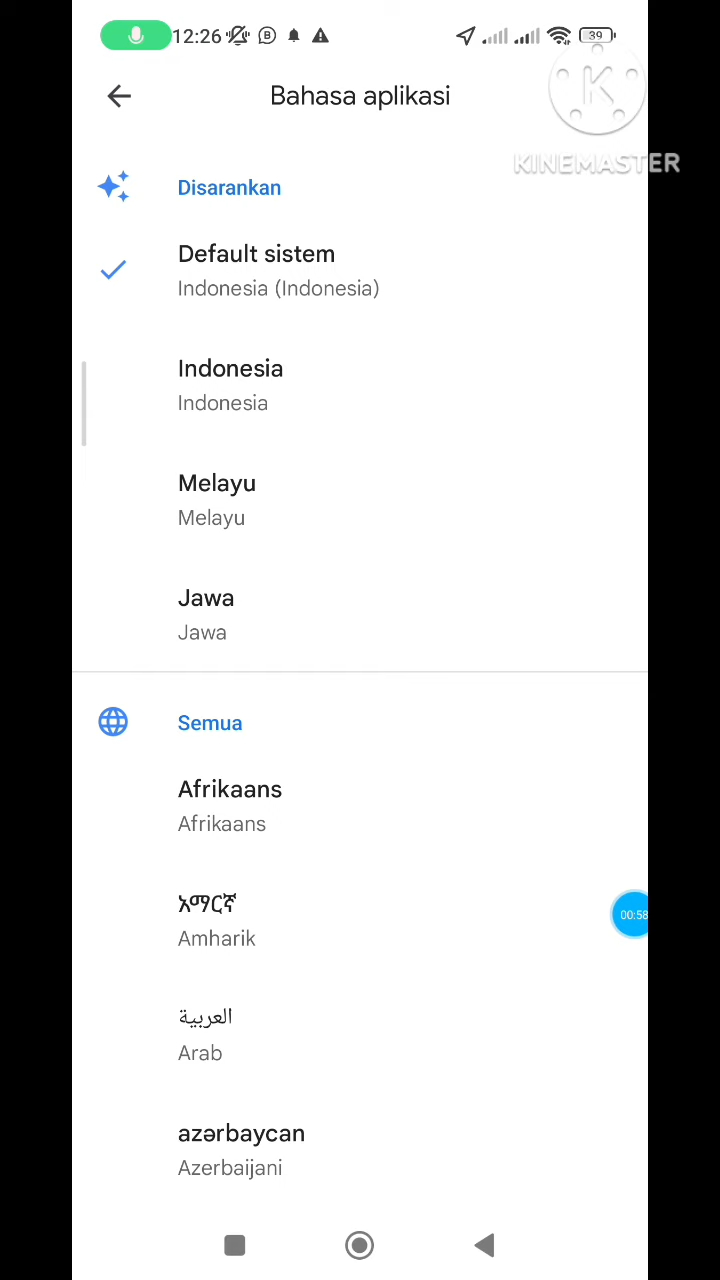 12:26
39
Bahasa aplikasi
K
KINEMASTER
Disarankan
Default sistem
Indonesia (Indonesia)
Indonesia
Indonesia
Melayu
Melayu
Jawa
Jawa
Semua
Afrikaans
Afrikaans
አማርኛ
Amharik
00:58
العربية
Arab
azərbaycan
Azerbaijani